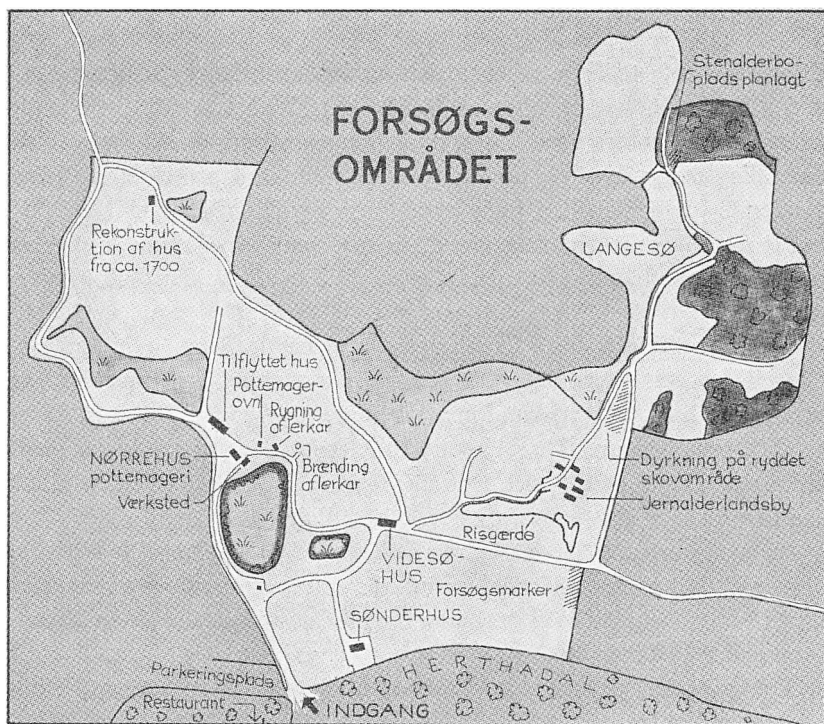 FORSØGS-
OMRÅDET
Stenalderbo-
plads planlagt
Rekonstruk-
tion af hus
fra ca. 1700
LANGESØ
Tilflyttet hus
Pottemager-
ovn
Rygning
af lerkar
NØRREHUS
pottemageri
Værksted
Brænding
af lerkar
Dyrkning på ryddet
skovområde
Jernalderlandsby
Risgærde
VIDESØ-
HUS
Forsøgsmarker
SØNDERHUS
HERTHADAL
Parkeringsplads
Restaurant
INDGANG